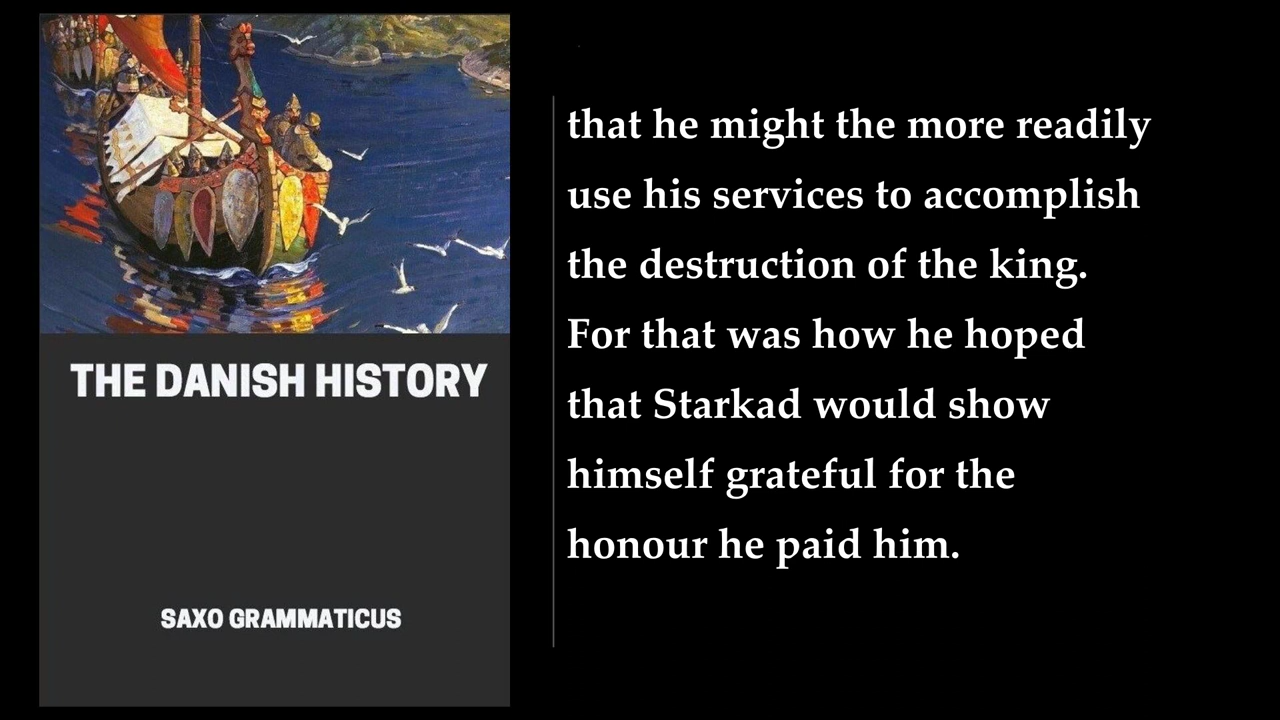 THE DANISH HISTORY
SAXO GRAMMATICUS
that he might the more readily
use his services to accomplish
the destruction of the king.
For that was how he hoped
that Starkad would show
himself grateful for the
honour he paid him.